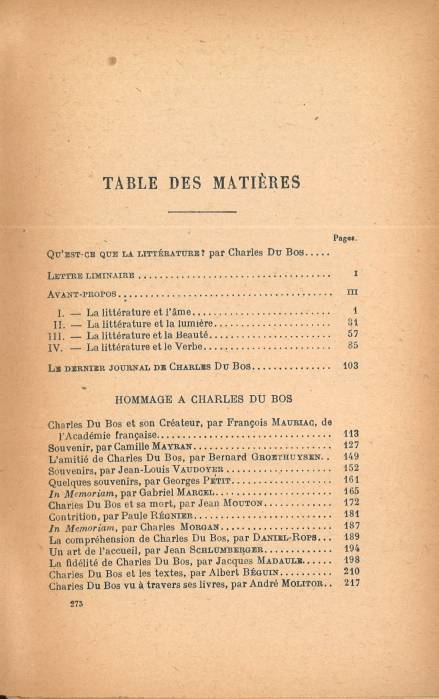 TABLE DES MATIÈRES
Pages.
QU'EST-CE QUE LA LITTÉRATURE? par Charles DU BOS.....
LETTRE LIMINAIRE .................................. I
AVANT-PROPOS..................................... III
I. — La littérature et l'âme......................... 1
II. — La littérature et la lumière..................... 31
III. — La littérature et la Beauté...................... 57
IV. — La littérature et le Verbe....................... 85
LE DERNIER JOURNAL DE CHARLES DU BOS.............. 103
HOMMAGE A CHARLES DU BOS
Charles Du Bos et son Créateur, par François MAURIAC, de
l'Académie française.............................. 113
Souvenir, par Camille MAYRAN........................ 127
L'amitié de Charles Du Bos, par Bernard GROETHUYSEN.. 149
Souvenirs, par Jean-Louis VAUDOYER................... 152
Quelques souvenirs, par Georges PETIT................. 161
In Memoriam, par Gabriel MARCEL.................... 165
Charles Du Bos et sa mort, par Jean MOUTON............ 172
Contrition, par Paule RÉGNIER........................ 181
In Memoriam, par Charles MORGAN................... 187
La compréhension de Charles Du Bos, par DANIEL-ROPS... 189
Un art de l'accueil, par Jean SCHLUMBERGER............ 194
La fidélité de Charles Du Bos, par Jacques MADAULE..... 198
Charles Du Bos et les textes, par Albert BÉGUIN.......... 210
Charles Du Bos vu à travers ses livres, par André MOLITOR.. 217
275